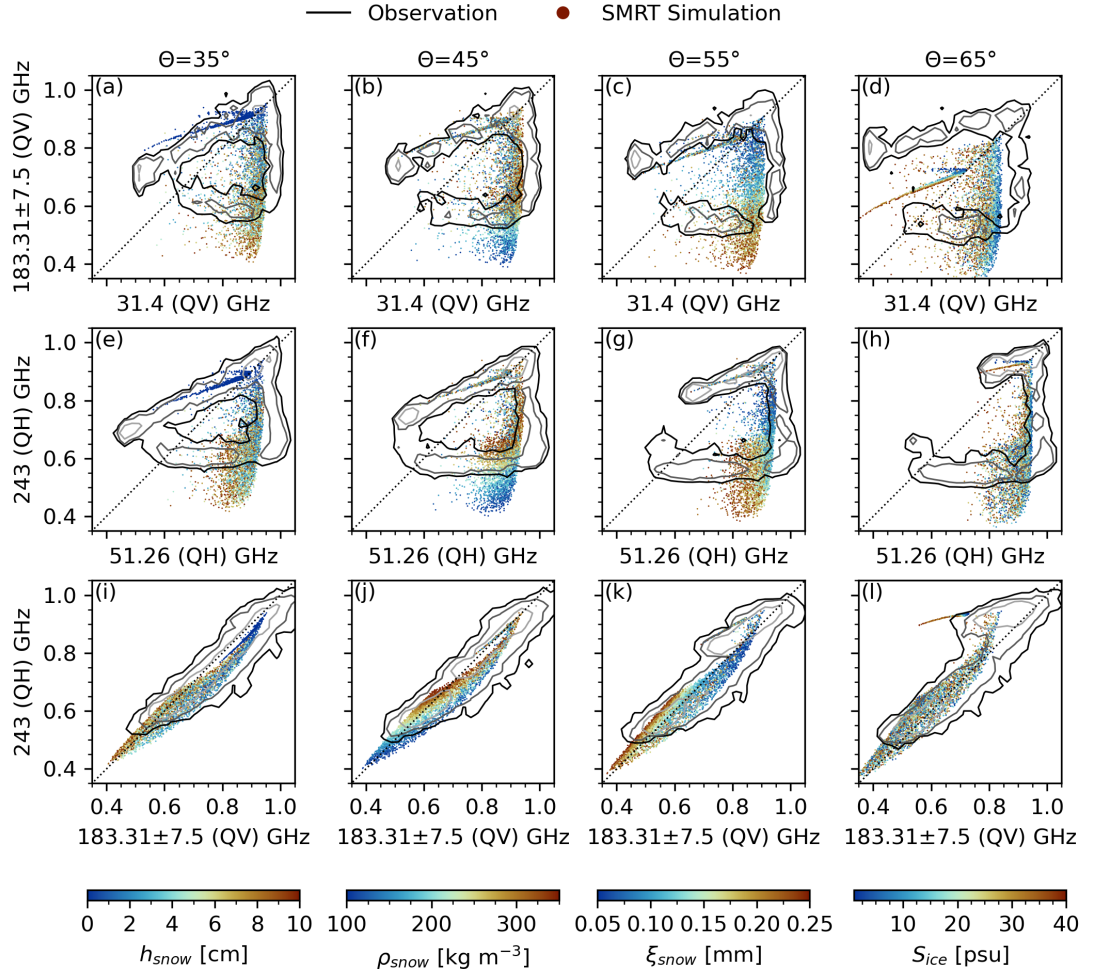 Observation SMRT Simulation
Θ=35° Θ=45° Θ=55° Θ=65°
183.31±7.5 (QV) GHz
1.0 0.8 0.6 0.4
(a) (b) (c) (d)
31.4 (QV) GHz 31.4 (QV) GHz 31.4 (QV) GHz 31.4 (QV) GHz
243 (QH) GHz
1.0 0.8 0.6 0.4
(e) (f) (g) (h)
51.26 (QH) GHz 51.26 (QH) GHz 51.26 (QH) GHz 51.26 (QH) GHz
243 (QH) GHz
1.0 0.8 0.6 0.4
(i) (j) (k) (l)
0.4 0.6 0.8 1.0 0.4 0.6 0.8 1.0 0.4 0.6 0.8 1.0 0.4 0.6 0.8 1.0
183.31±7.5 (QV) GHz 183.31±7.5 (QV) GHz 183.31±7.5 (QV) GHz 183.31±7.5 (QV) GHz
0 2 4 6 8 10 100 200 300 0.05 0.10 0.15 0.20 0.25 10 20 30 40
h_snow [cm] ρ_snow [kg m⁻³] ξ_snow [mm] S_ice [psu]